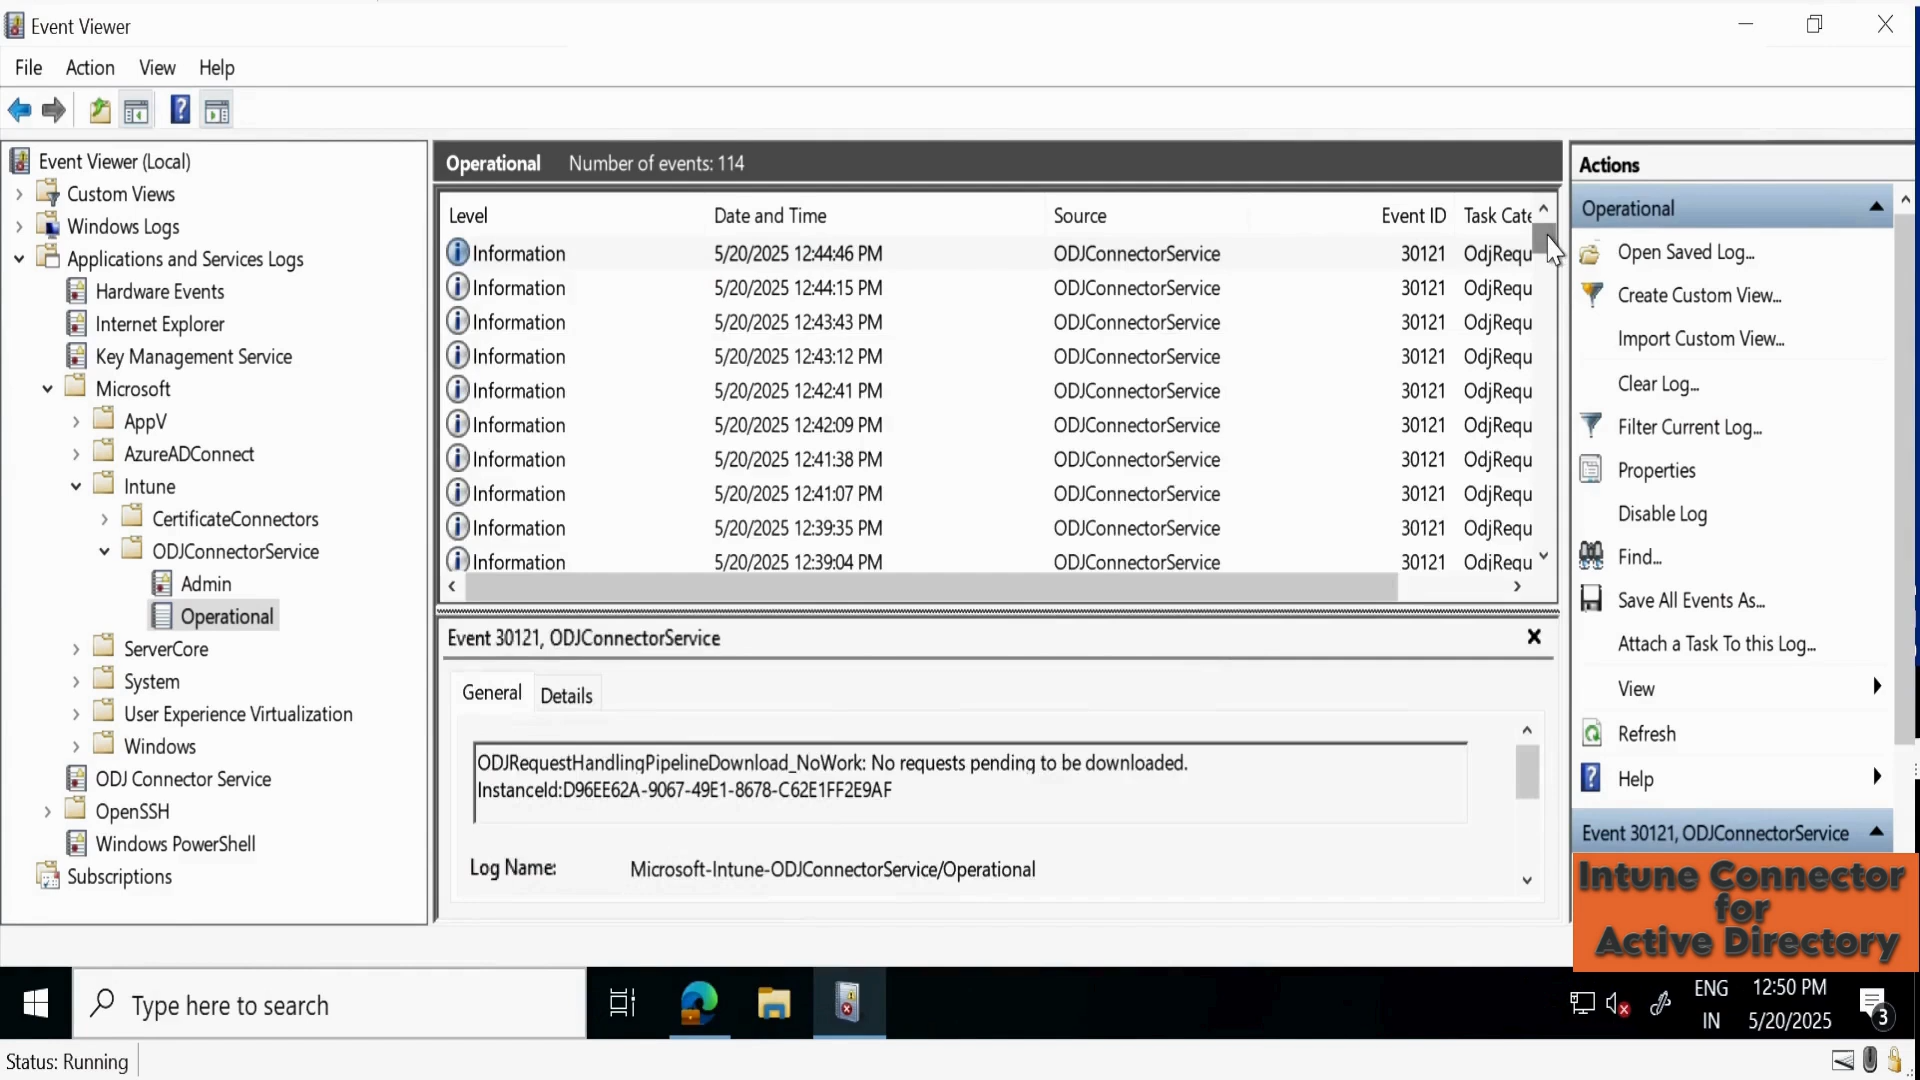 Event Viewer
File Action View Help
Event Viewer (Local)
Custom Views
Windows Logs
Applications and Services Logs
Hardware Events
Internet Explorer
Key Management Service
Microsoft
AppV
AzureADConnect
Intune
CertificateConnectors
ODJConnectorService
Admin
Operational
ServerCore
System
User Experience Virtualization
Windows
ODJ Connector Service
OpenSSH
Windows PowerShell
Subscriptions
Operational Number of events: 114
Level Date and Time Source Event ID Task Cate
Information 5/20/2025 12:44:46 PM ODJConnectorService 30121 OdjRequ
Information 5/20/2025 12:44:15 PM ODJConnectorService 30121 OdjRequ
Information 5/20/2025 12:43:43 PM ODJConnectorService 30121 OdjRequ
Information 5/20/2025 12:43:12 PM ODJConnectorService 30121 OdjRequ
Information 5/20/2025 12:42:41 PM ODJConnectorService 30121 OdjRequ
Information 5/20/2025 12:42:09 PM ODJConnectorService 30121 OdjRequ
Information 5/20/2025 12:41:38 PM ODJConnectorService 30121 OdjRequ
Information 5/20/2025 12:41:07 PM ODJConnectorService 30121 OdjRequ
Information 5/20/2025 12:39:35 PM ODJConnectorService 30121 OdjRequ
Information 5/20/2025 12:39:04 PM ODJConnectorService 30121 OdjRequ
Event 30121, ODJConnectorService
General Details
ODJRequestHandlingPipelineDownload_NoWork: No requests pending to be downloaded.
InstanceId:D96EE62A-9067-49E1-8678-C62E1FF2E9AF
Log Name: Microsoft-Intune-ODJConnectorService/Operational
Actions
Operational
Open Saved Log...
Create Custom View...
Import Custom View...
Clear Log...
Filter Current Log...
Properties
Disable Log
Find...
Save All Events As...
Attach a Task To this Log...
View
Refresh
Help
Event 30121, ODJConnectorService
Intune Connector
for
Active Directory
Type here to search
ENG
IN
12:50 PM
5/20/2025
3
Status: Running